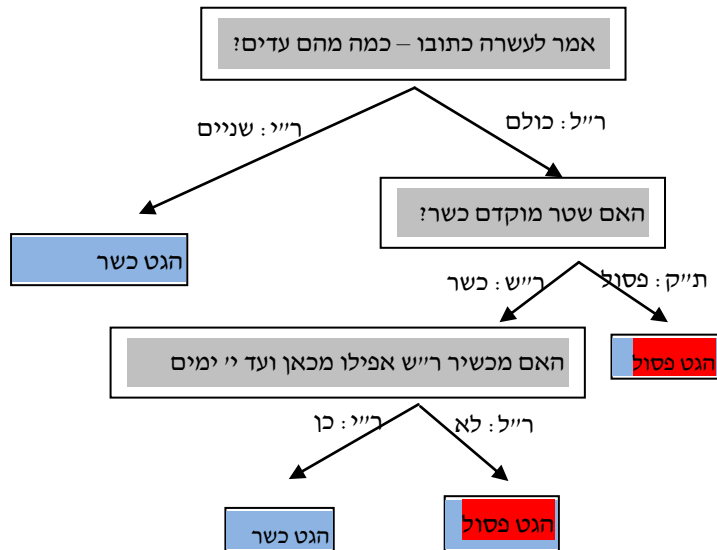 אמר לעשרה כתובו – כמה מהם עדים?
ר״ל: כולם
ר״י: שניים
האם שטר מוקדם כשר?
הגט כשר
ת״ק: פסול
ר״ש: כשר
הגט פסול
האם מכשיר ר״ש אפילו מכאן ועד י׳ ימים
ר״ל: לא
ר״י: כן
הגט פסול
הגט כשר